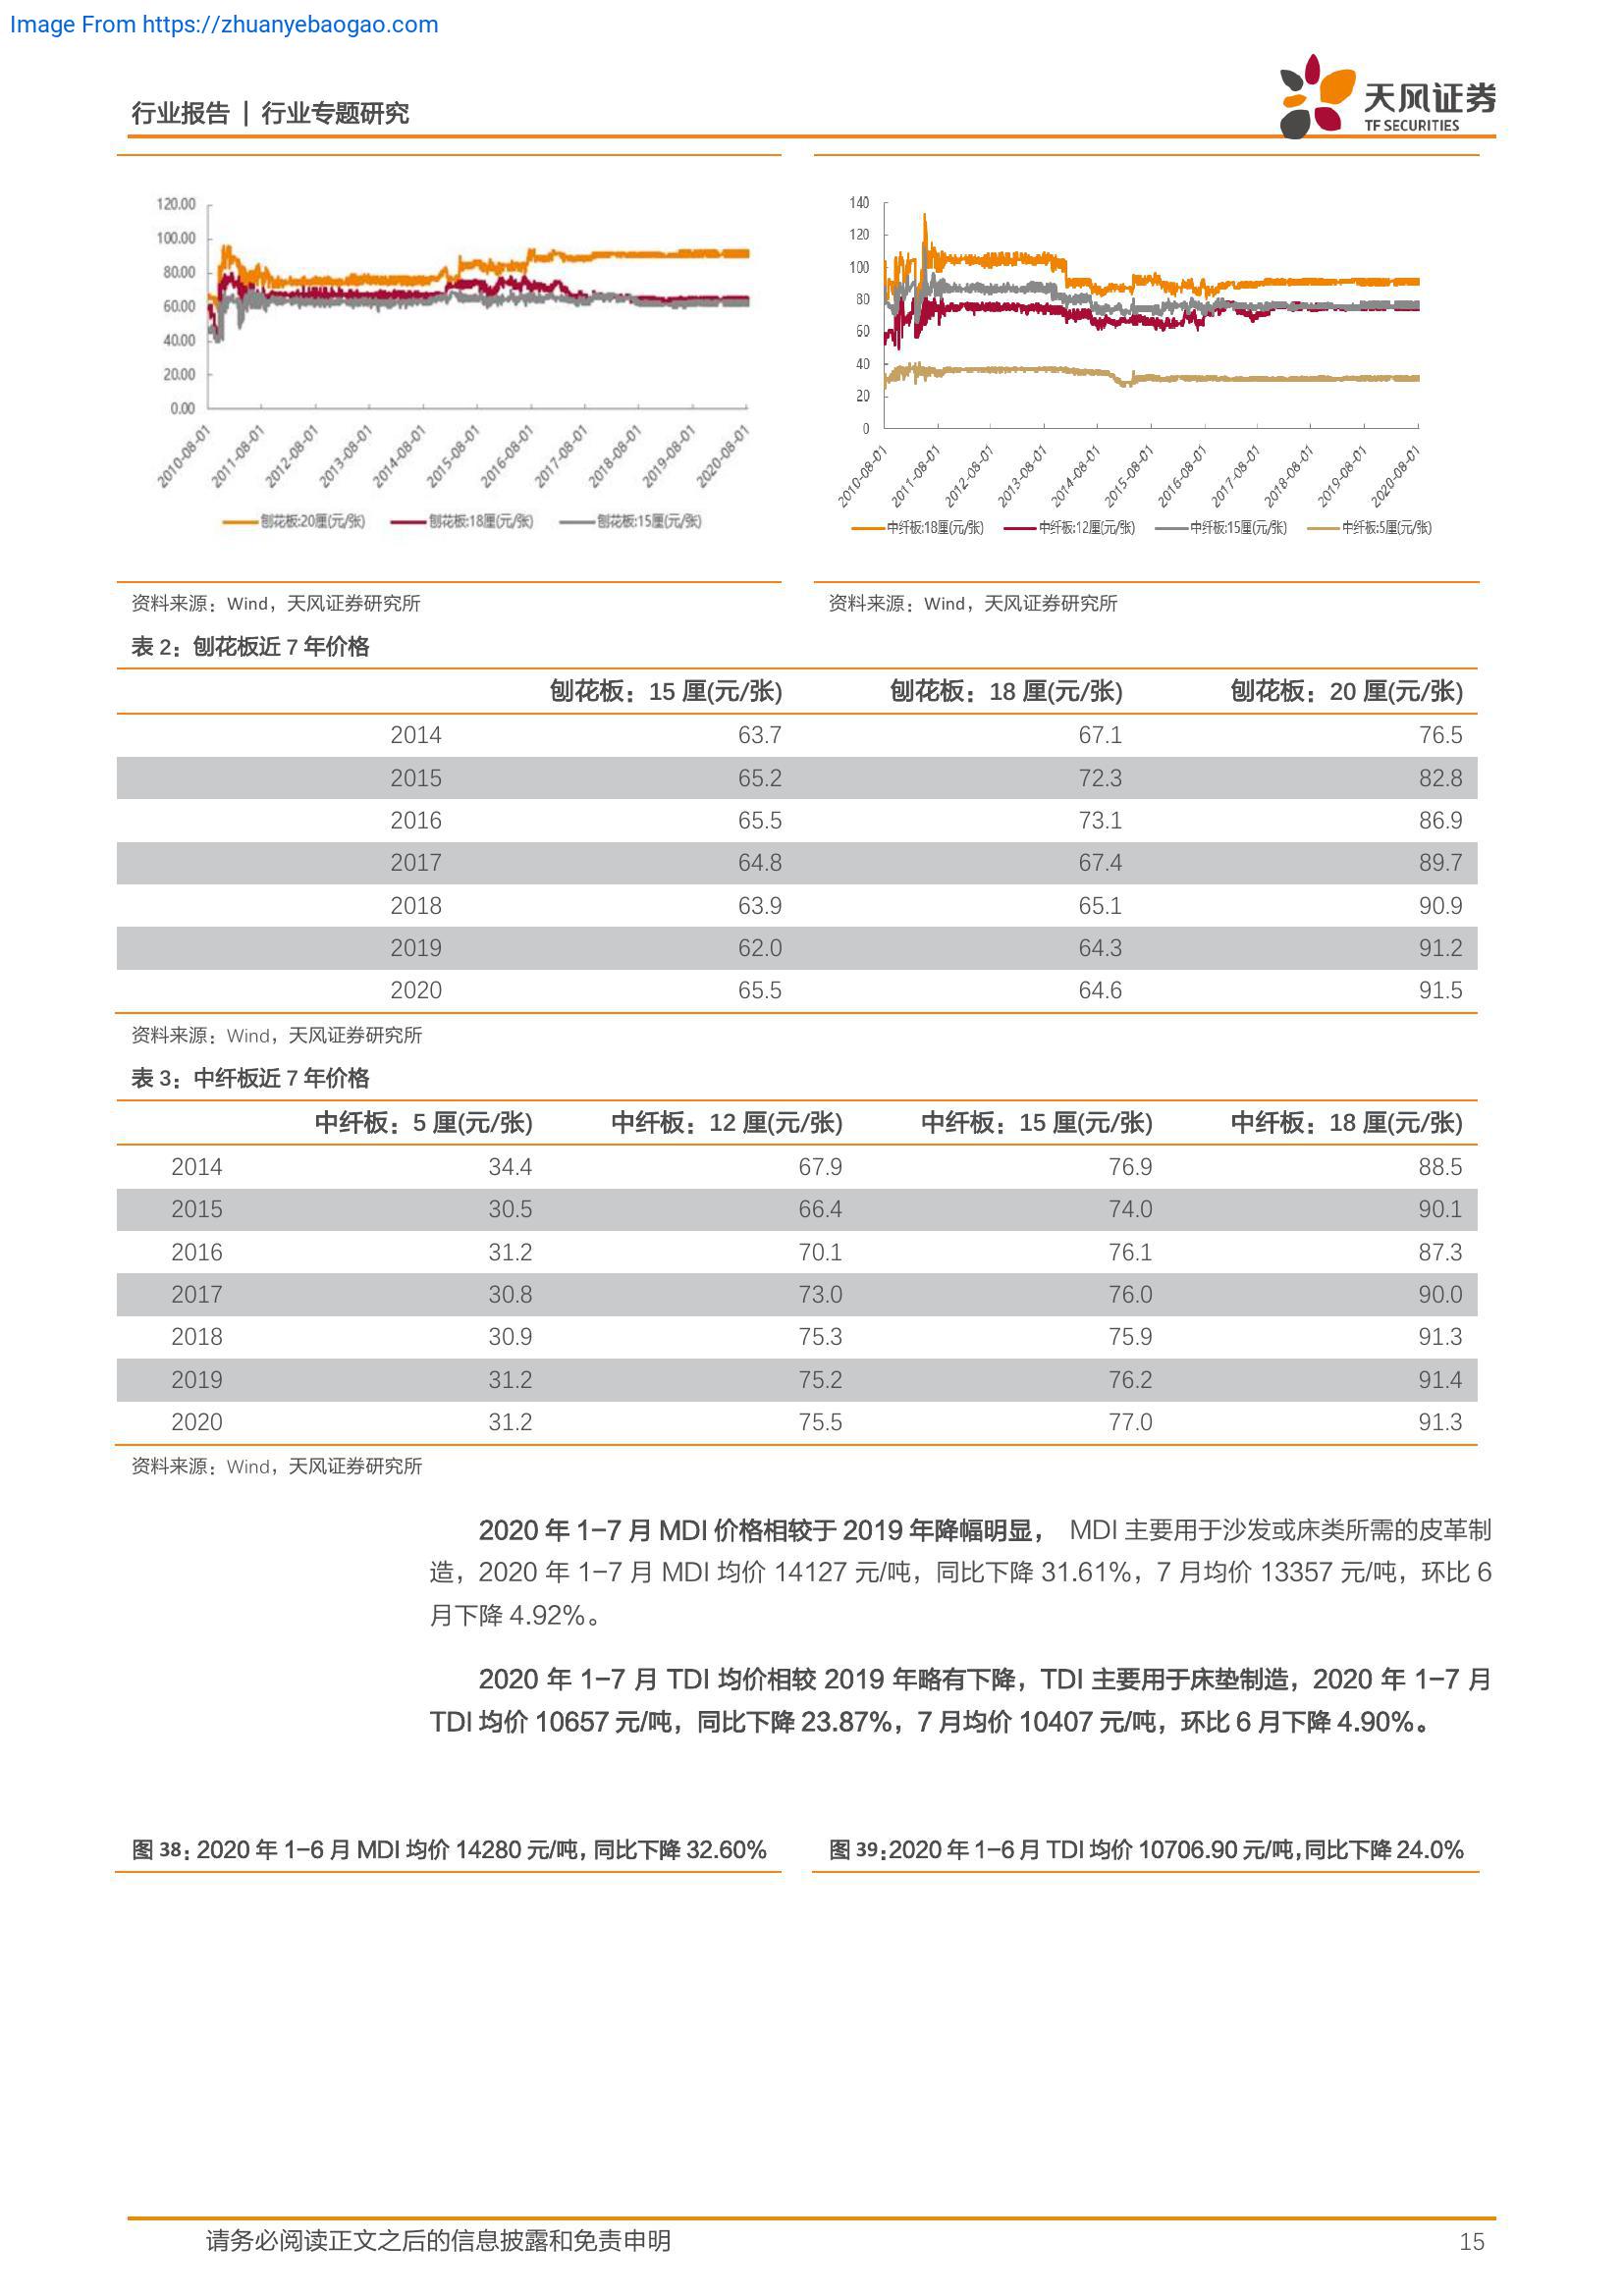 Image From https://zhuanyebaogao.com
行业报告 | 行业专题研究
天风证券
TF SECURITIES
120.00
100.00
80.00
60.00
40.00
20.00
0.00
2010-08-01
2011-08-01
2012-08-01
2013-08-01
2014-08-01
2015-08-01
2016-08-01
2017-08-01
2018-08-01
2019-08-01
2020-08-01
刨花板:20厘(元/张) 刨花板:18厘(元/张) 刨花板:15厘(元/张)
140
120
100
80
60
40
20
0
2010-08-01
2011-08-01
2012-08-01
2013-08-01
2014-08-01
2015-08-01
2016-08-01
2017-08-01
2018-08-01
2019-08-01
2020-08-01
中纤板:18厘(元/张) 中纤板:12厘(元/张) 中纤板:15厘(元/张) 中纤板:5厘(元/张)
资料来源：Wind，天风证券研究所
资料来源：Wind，天风证券研究所
表 2：刨花板近 7 年价格
刨花板：15 厘(元/张) 刨花板：18 厘(元/张) 刨花板：20 厘(元/张)
2014 63.7 67.1 76.5
2015 65.2 72.3 82.8
2016 65.5 73.1 86.9
2017 64.8 67.4 89.7
2018 63.9 65.1 90.9
2019 62.0 64.3 91.2
2020 65.5 64.6 91.5
资料来源：Wind，天风证券研究所
表 3：中纤板近 7 年价格
中纤板：5 厘(元/张) 中纤板：12 厘(元/张) 中纤板：15 厘(元/张) 中纤板：18 厘(元/张)
2014 34.4 67.9 76.9 88.5
2015 30.5 66.4 74.0 90.1
2016 31.2 70.1 76.1 87.3
2017 30.8 73.0 76.0 90.0
2018 30.9 75.3 75.9 91.3
2019 31.2 75.2 76.2 91.4
2020 31.2 75.5 77.0 91.3
资料来源：Wind，天风证券研究所
2020 年 1-7 月 MDI 价格相较于 2019 年降幅明显， MDI 主要用于沙发或床类所需的皮革制
造，2020 年 1-7 月 MDI 均价 14127 元/吨，同比下降 31.61%，7 月均价 13357 元/吨，环比 6
月下降 4.92%。
2020 年 1-7 月 TDI 均价相较 2019 年略有下降，TDI 主要用于床垫制造，2020 年 1-7 月
TDI 均价 10657 元/吨，同比下降 23.87%，7 月均价 10407 元/吨，环比 6 月下降 4.90%。
图 38：2020 年 1-6 月 MDI 均价 14280 元/吨，同比下降 32.60%
图 39：2020 年 1-6 月 TDI 均价 10706.90 元/吨，同比下降 24.0%
请务必阅读正文之后的信息披露和免责申明
15